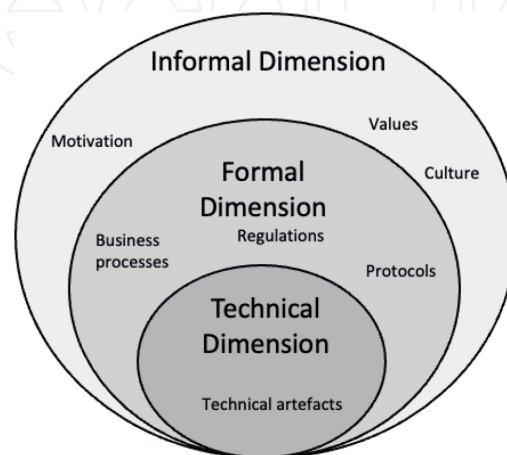 Informal Dimension
Values
Motivation
Culture
Formal
Dimension
Regulations
Business
processes
Protocols
Technical
Dimension
Technical artefacts